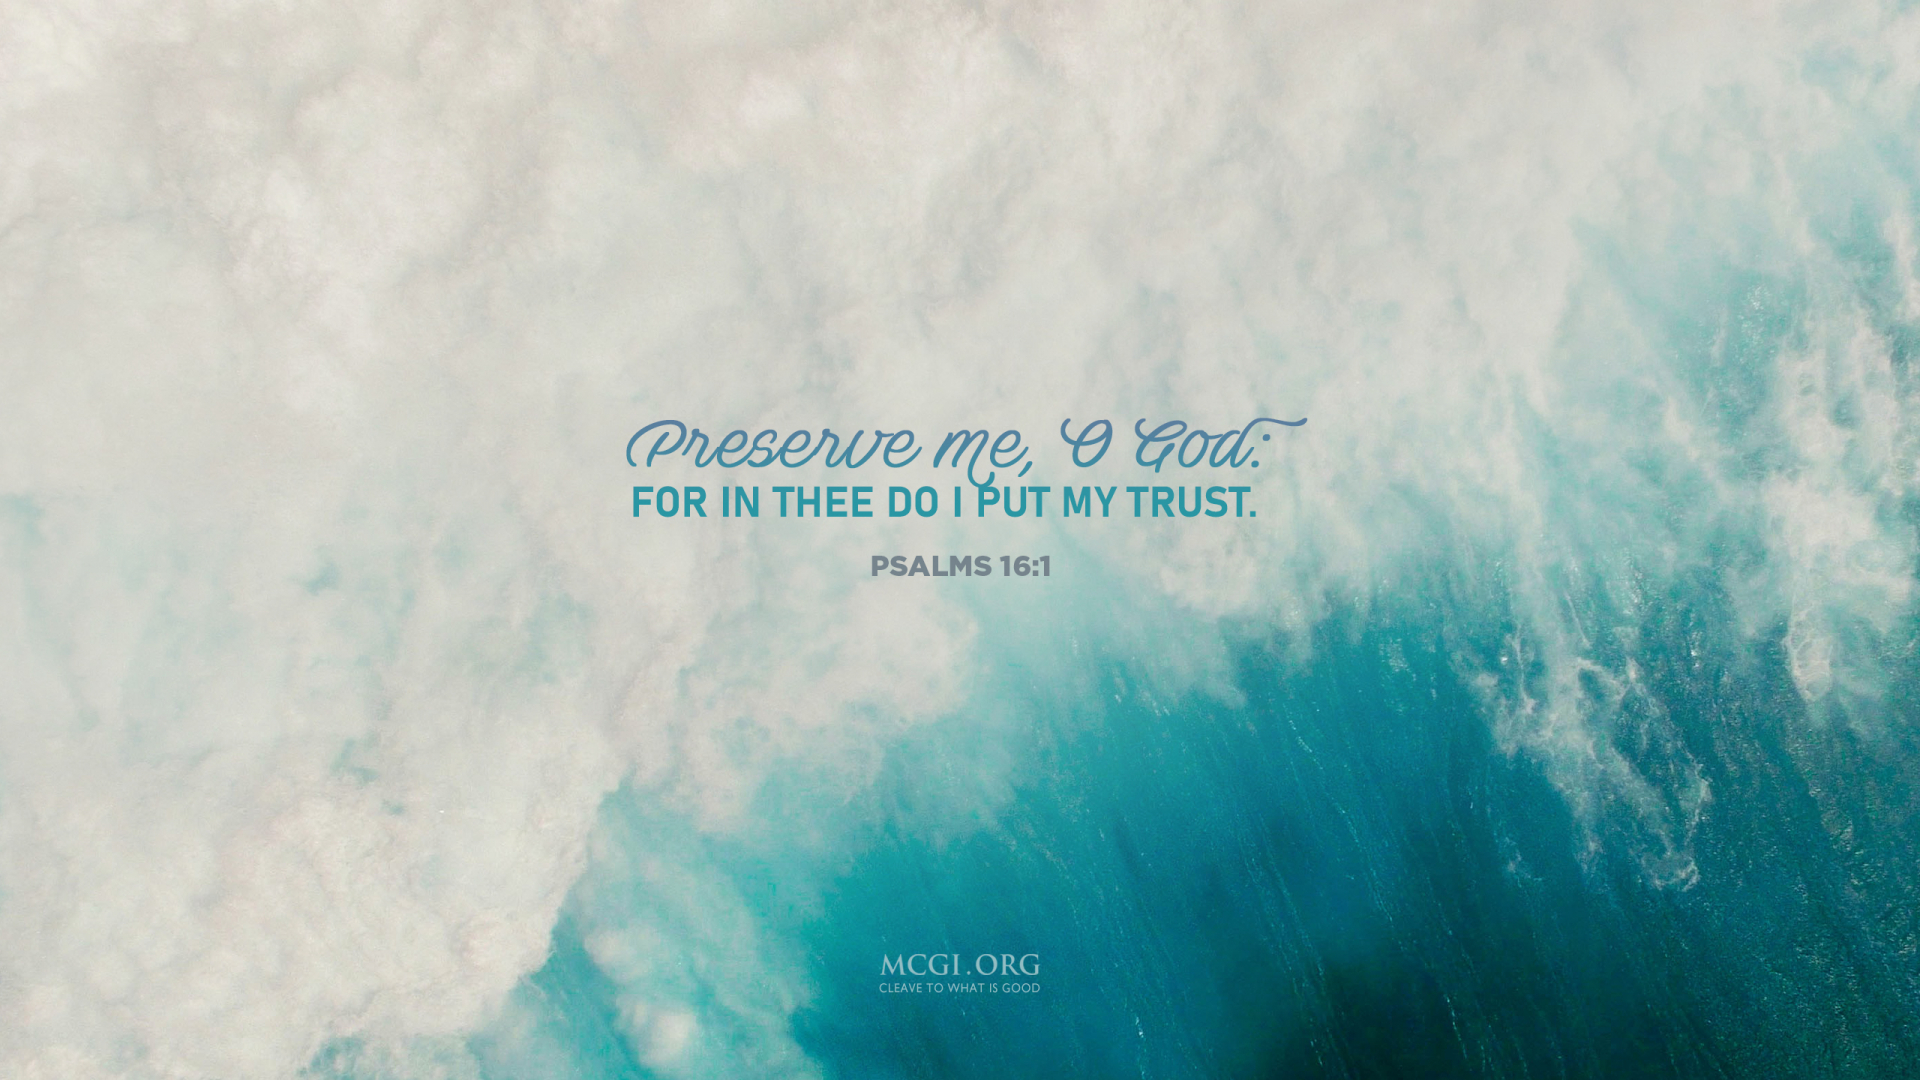 Preserve me, O God:
FOR IN THEE DO I PUT MY TRUST.
PSALMS 16:1
MCGI.ORG
CLEAVE TO WHAT IS GOOD